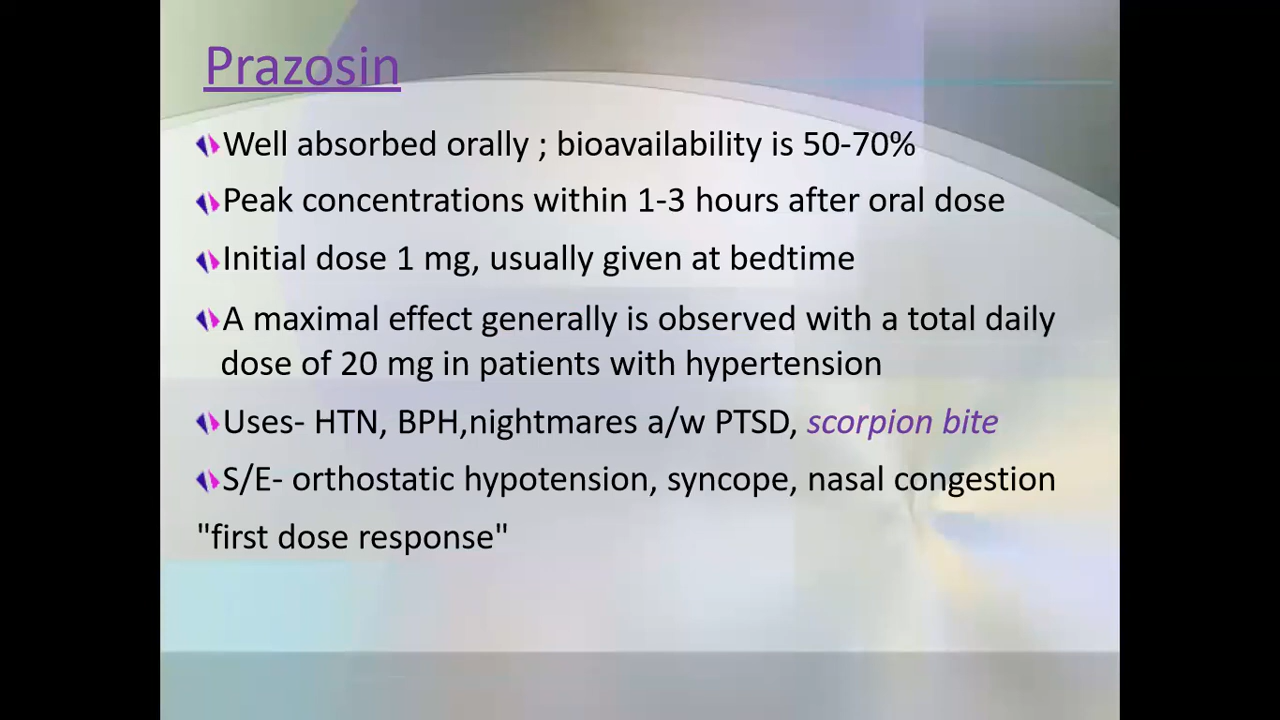 Prazosin
Well absorbed orally ; bioavailability is 50-70%
Peak concentrations within 1-3 hours after oral dose
Initial dose 1 mg, usually given at bedtime
A maximal effect generally is observed with a total daily
dose of 20 mg in patients with hypertension
Uses- HTN, BPH,nightmares a/w PTSD, scorpion bite
S/E- orthostatic hypotension, syncope, nasal congestion
"first dose response"